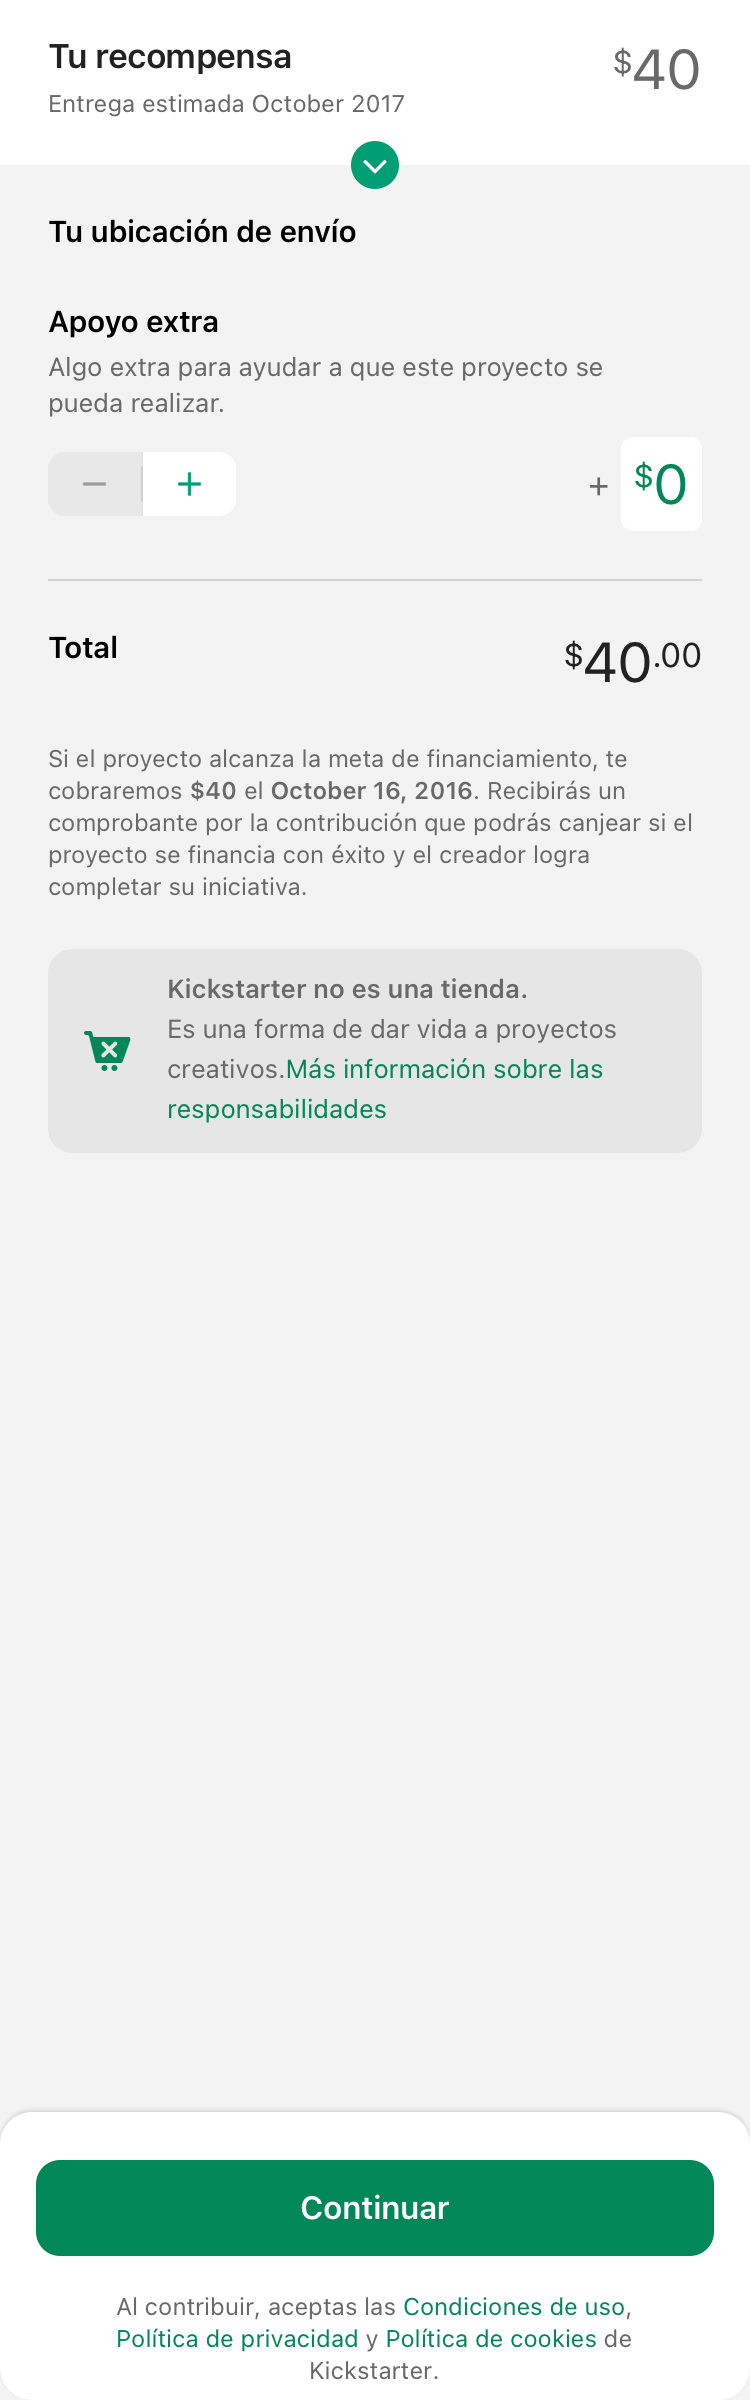 Tu recompensa
$40
Entrega estimada October 2017
Tu ubicación de envío
Apoyo extra
Algo extra para ayudar a que este proyecto se
pueda realizar.
− + + $0
Total
$40.00
Si el proyecto alcanza la meta de financiamiento, te
cobraremos $40 el October 16, 2016. Recibirás un
comprobante por la contribución que podrás canjear si el
proyecto se financia con éxito y el creador logra
completar su iniciativa.
Kickstarter no es una tienda.
Es una forma de dar vida a proyectos
creativos.Más información sobre las
responsabilidades
Continuar
Al contribuir, aceptas las Condiciones de uso,
Política de privacidad y Política de cookies de
Kickstarter.